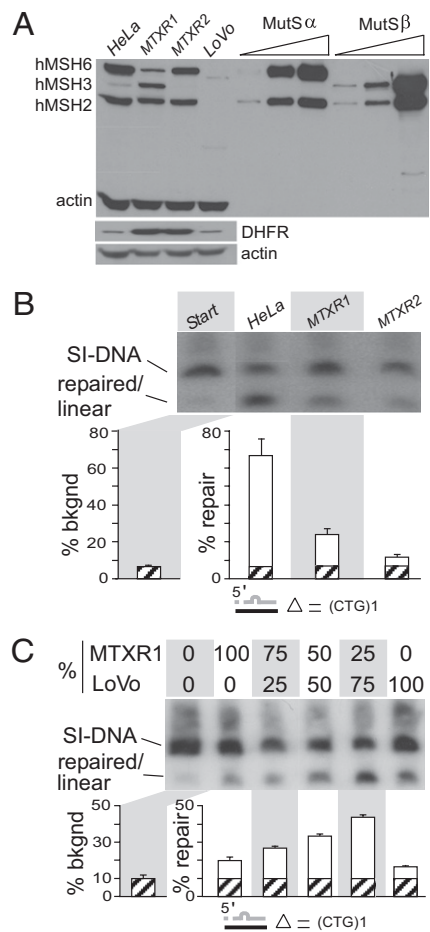 A
HeLa MTXR1 MTXR2 LoVo MutSα MutSβ
hMSH6
hMSH3
hMSH2
actin
DHFR
actin
B
Start HeLa MTXR1 MTXR2
SI-DNA
repaired/
linear
% bkgnd
80
60
40
20
0
% repair
80
0
5'
Δ = (CTG)1
C
% MTXR1 0 100 75 50 25 0
LoVo 0 0 25 50 75 100
SI-DNA
repaired/
linear
% bkgnd
50
30
10
0
% repair
50
30
10
0
5'
Δ = (CTG)1